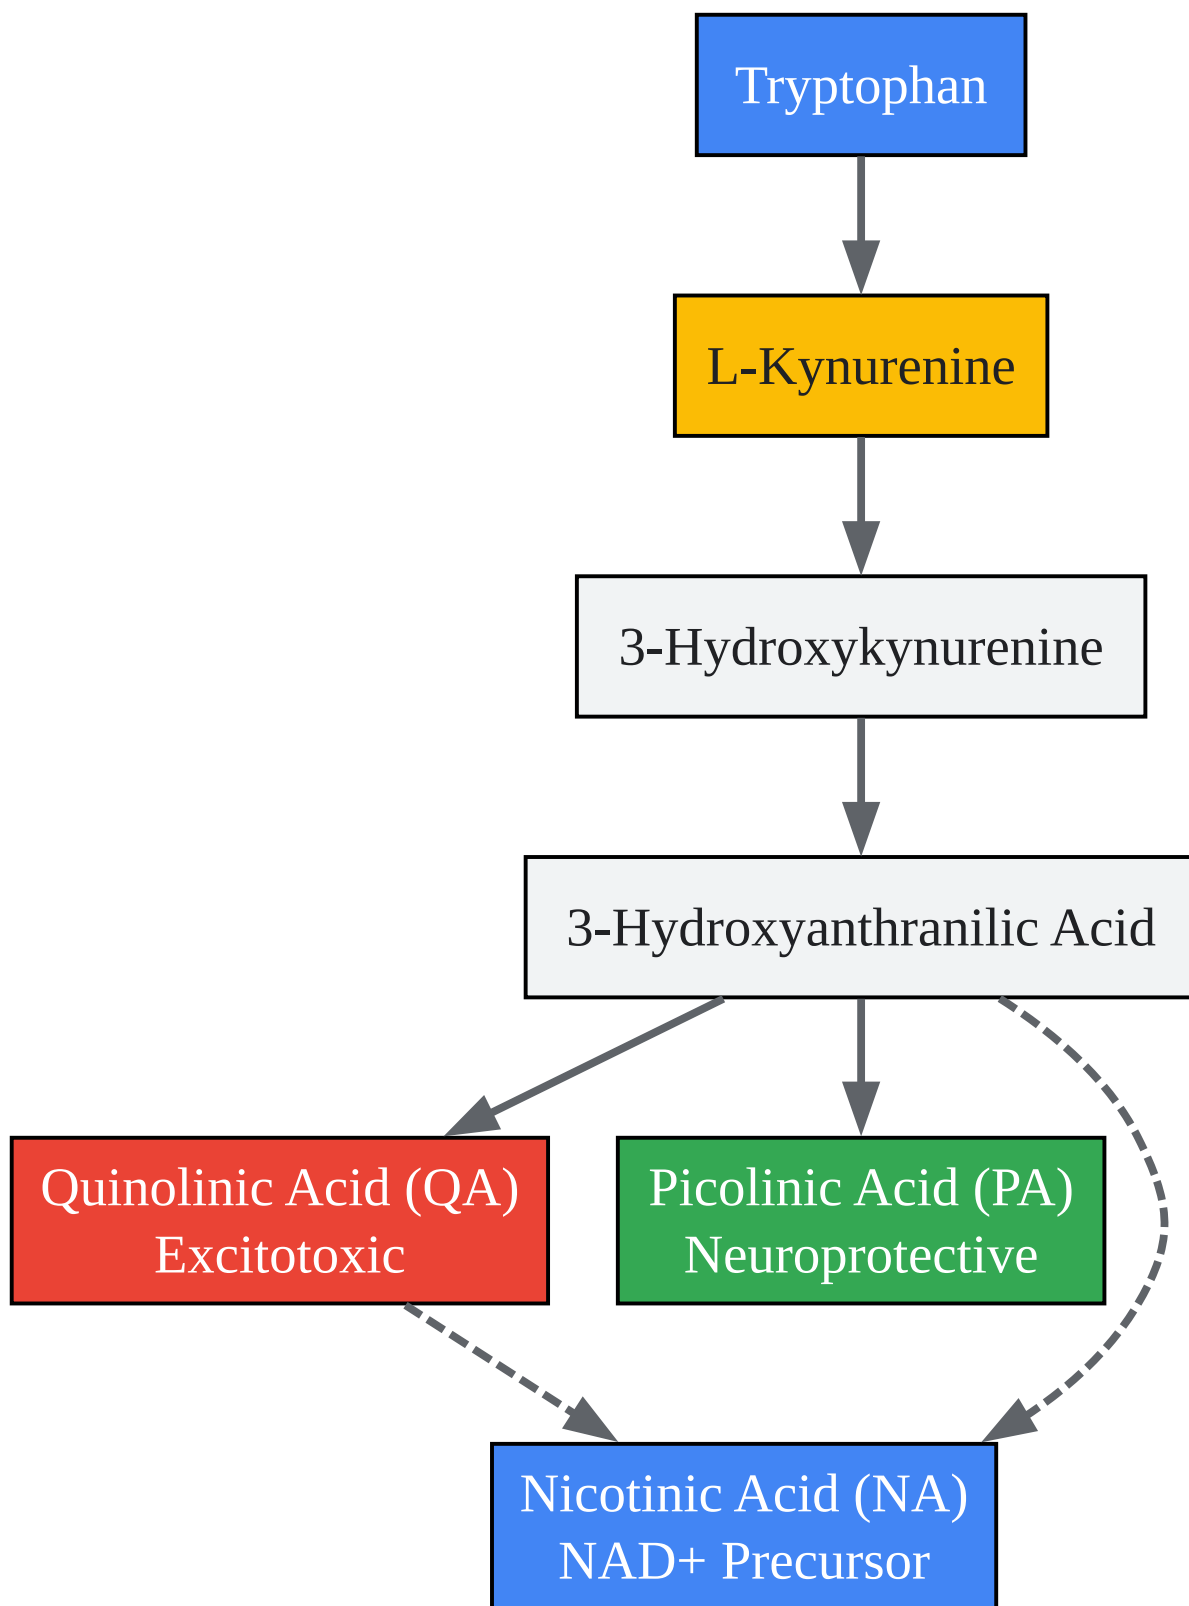 Tryptophan
L-Kynurenine
3-Hydroxykynurenine
3-Hydroxyanthranilic Acid
Quinolinic Acid (QA)
Excitotoxic
Picolinic Acid (PA)
Neuroprotective
Nicotinic Acid (NA)
NAD+ Precursor